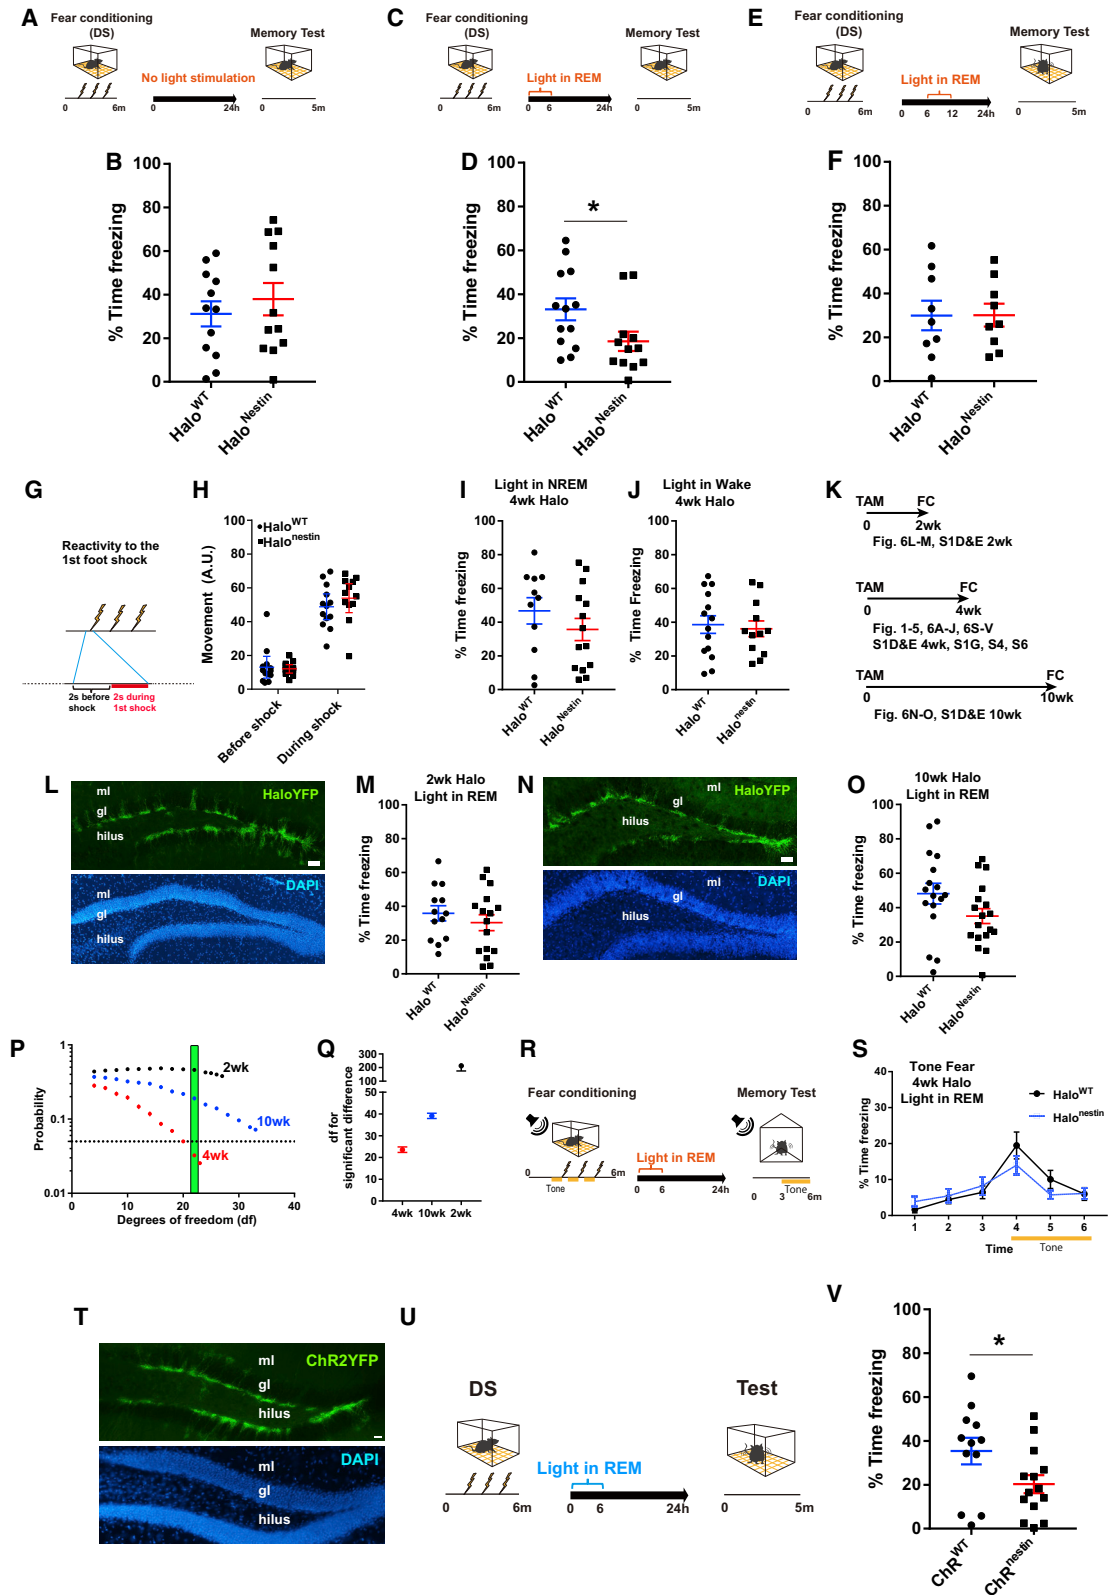 A
Fear conditioning
(DS)
Memory Test
No light stimulation
0 6m
0 24h
0 5m
C
Fear conditioning
(DS)
Memory Test
Light in REM
0 6m
0 6 24h
0 5m
E
Fear conditioning
(DS)
Memory Test
Light in REM
0 6m
0 6 12 24h
0 5m
B
% Time freezing
100
80
60
40
20
0
Halo^WT
Halo^Nestin
D
% Time freezing
100
80
60
40
20
0
*
Halo^WT
Halo^Nestin
F
% Time freezing
100
80
60
40
20
0
Halo^WT
Halo^Nestin
G
Reactivity to the
1st foot shock
2s before
shock
2s during
1st shock
H
Movement (A.U.)
100
80
60
40
20
0
Halo^WT
Halo^nestin
Before shock
During shock
I
Light in NREM
4wk Halo
% Time freezing
100
80
60
40
20
0
Halo^WT
Halo^Nestin
J
Light in Wake
4wk Halo
% Time Freezing
100
80
60
40
20
0
Halo^WT
Halo^nestin
K
TAM FC
0 2wk
Fig. 6L-M, S1D&E 2wk
TAM FC
0 4wk
Fig. 1-5, 6A-J, 6S-V
S1D&E 4wk, S1G, S4, S6
TAM FC
0 10wk
Fig. 6N-O, S1D&E 10wk
L
HaloYFP
ml
gl
hilus
DAPI
ml
gl
hilus
M
2wk Halo
Light in REM
% Time freezing
100
80
60
40
20
0
Halo^WT
Halo^Nestin
N
HaloYFP
ml
gl
hilus
DAPI
ml
gl
hilus
O
10wk Halo
Light in REM
% Time freezing
100
80
60
40
20
0
Halo^WT
Halo^Nestin
P
Probability
1
0.1
0.01
2wk
10wk
4wk
0 10 20 30 40
Degrees of freedom (df)
Q
df for
significant difference
300
200
100
50
40
30
20
10
0
4wk 10wk 2wk
R
Fear conditioning
Memory Test
0 6m
Tone
Light in REM
0 6 24h
Tone
0 3 6m
S
Tone Fear
4wk Halo
Light in REM
Halo^WT
Halo^nestin
% Time Freezing
40
30
20
10
0
1 2 3 4 5 6
Time Tone
T
ChR2YFP
ml
gl
hilus
DAPI
ml
gl
hilus
U
DS
Test
Light in REM
0 6m
0 6 24h
0 5m
V
% Time freezing
100
80
60
40
20
0
*
ChR^WT
ChR^nestin